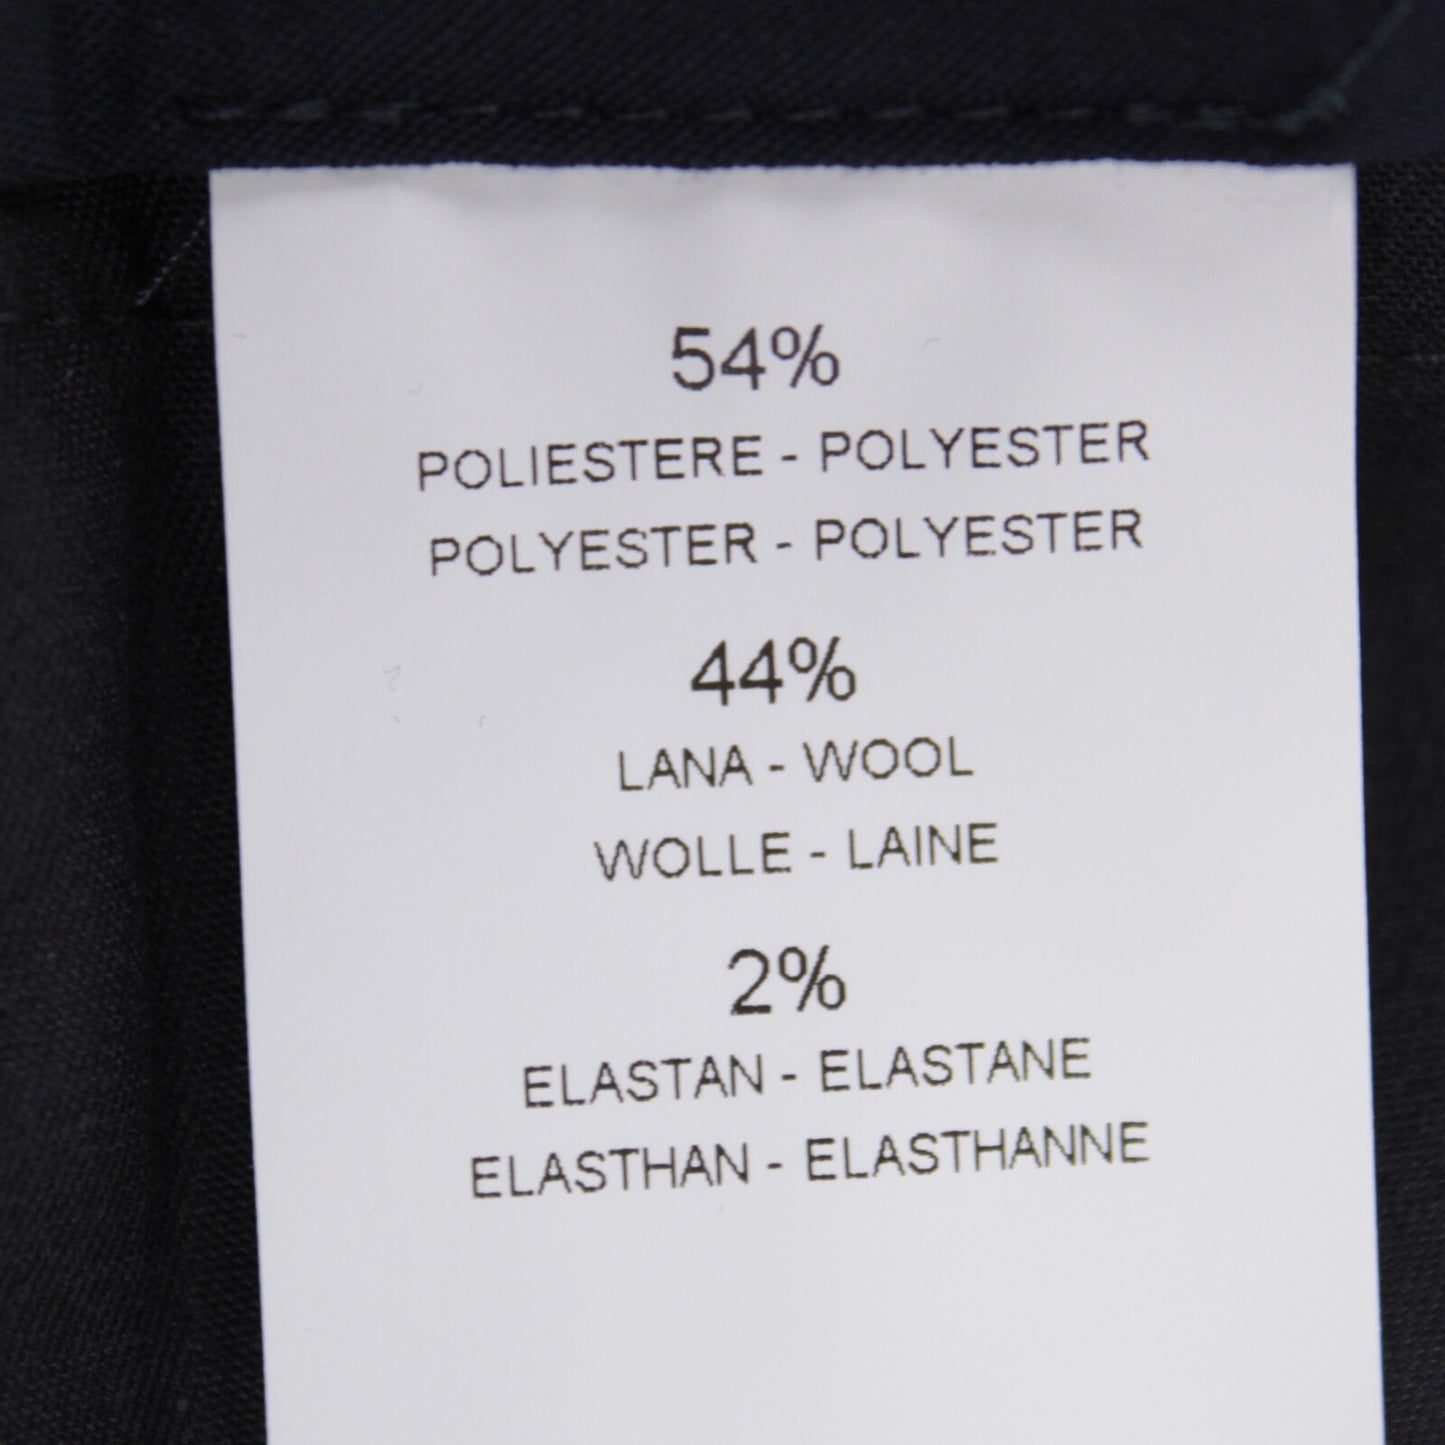 54%
POLIESTERE - POLYESTER
POLYESTER - POLYESTER
44%
LANA - WOOL
WOLLE - LAINE
2%
ELASTAN - ELASTANE
ELASTHAN - ELASTHANNE